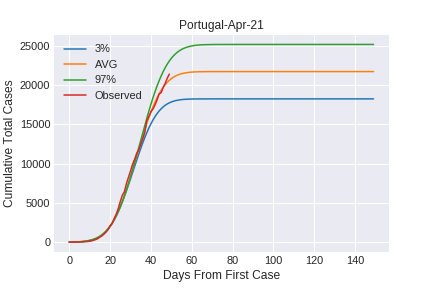 Portugal-Apr-21
Cumulative Total Cases
25000
20000
15000
10000
5000
0
3%
AVG
97%
Observed
0 20 40 60 80 100 120 140
Days From First Case